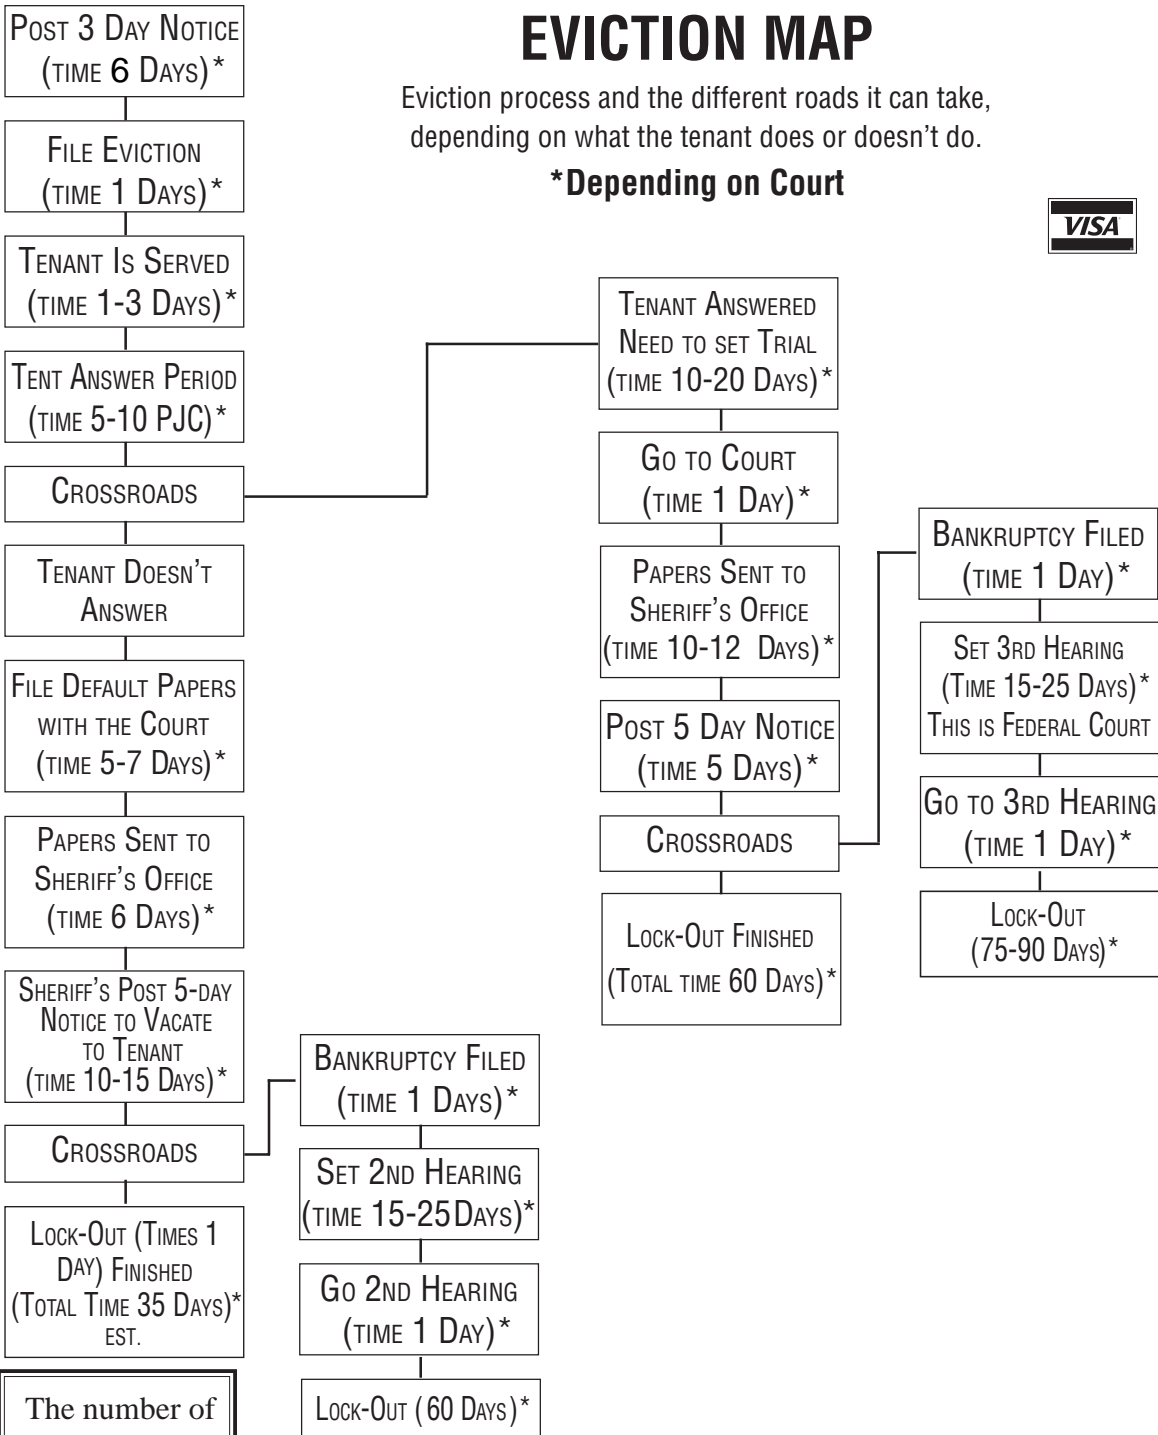 EVICTION MAP
Eviction process and the different roads it can take,
depending on what the tenant does or doesn't do.
*Depending on Court
VISA
Post 3 Day Notice
(time 6 Days)*
File Eviction
(time 1 Days)*
Tenant Is Served
(time 1-3 Days)*
Tent Answer Period
(time 5-10 PJC)*
Crossroads
Tenant Doesn't
Answer
File Default Papers
with the Court
(time 5-7 Days)*
Papers Sent to
Sheriff's Office
(time 6 Days)*
Sheriff's Post 5-day
Notice to Vacate
to Tenant
(time 10-15 Days)*
Crossroads
Lock-Out (Times 1
Day) Finished
(Total Time 35 Days)*
est.
The number of
Bankruptcy Filed
(time 1 Days)*
Set 2nd Hearing
(time 15-25Days)*
Go 2nd Hearing
(time 1 Day)*
Lock-Out (60 Days)*
Tenant Answered
Need to set Trial
(time 10-20 Days)*
Go to Court
(time 1 Day)*
Papers Sent to
Sheriff's Office
(time 10-12 Days)*
Post 5 Day Notice
(time 5 Days)*
Crossroads
Lock-Out Finished
(Total time 60 Days)*
Bankruptcy Filed
(time 1 Day)*
Set 3rd Hearing
(Time 15-25 Days)*
This is Federal Court
Go to 3rd Hearing
(time 1 Day)*
Lock-Out
(75-90 Days)*